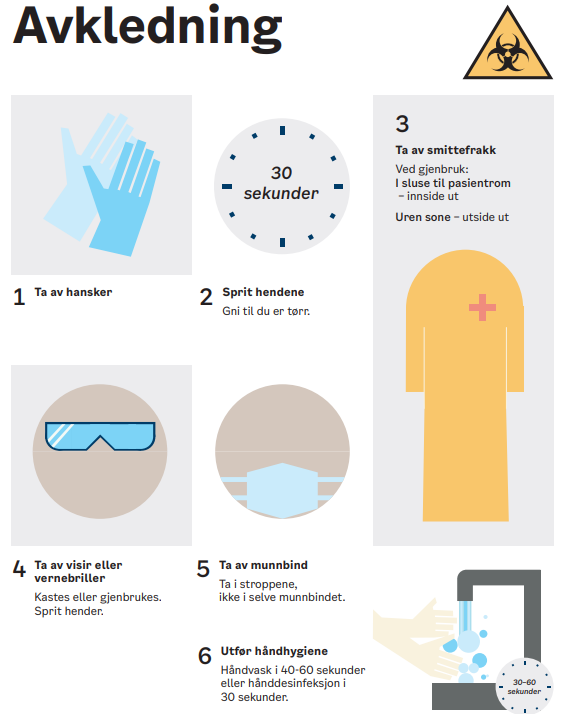 Avkledning
30
sekunder
1 Ta av hansker
2 Sprit hendene
Gni til du er tørr.
3
Ta av smittefrakk
Ved gjenbruk:
I sluse til pasientrom
– innside ut
Uren sone – utside ut
4 Ta av visir eller
vernebriller
Kastes eller gjenbrukes.
Sprit hender.
5 Ta av munnbind
Ta i stroppene,
ikke i selve munnbindet.
6 Utfør håndhygiene
Håndvask i 40-60 sekunder
eller hånddesinfeksjon i
30 sekunder.
30–60
sekunder